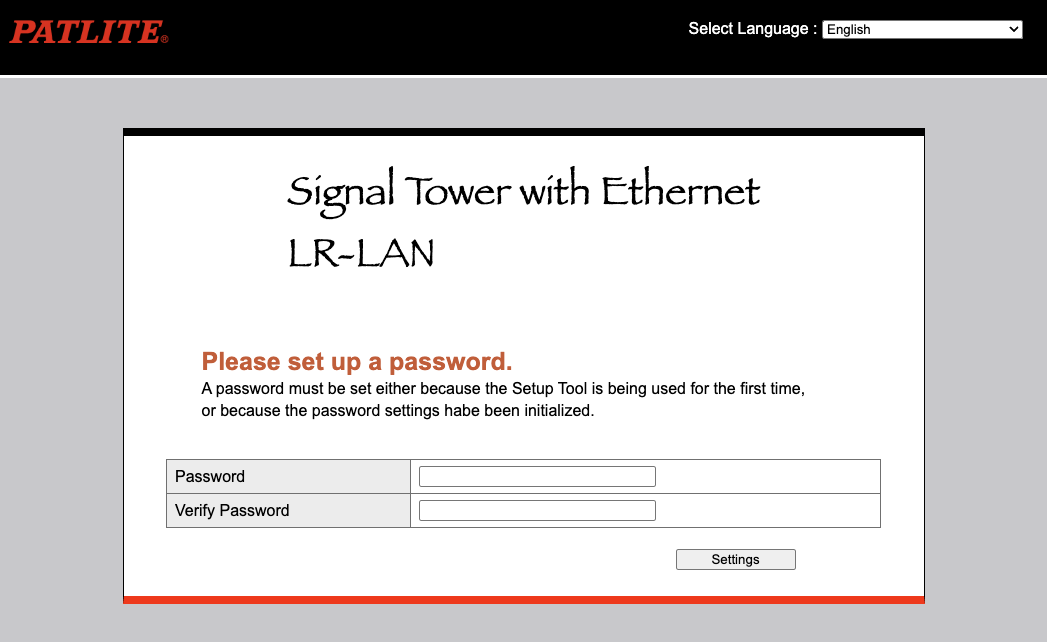 PATLITE®
Select Language : English
Signal Tower with Ethernet
LR-LAN
Please set up a password.
A password must be set either because the Setup Tool is being used for the first time,
or because the password settings habe been initialized.
Password
Verify Password
Settings